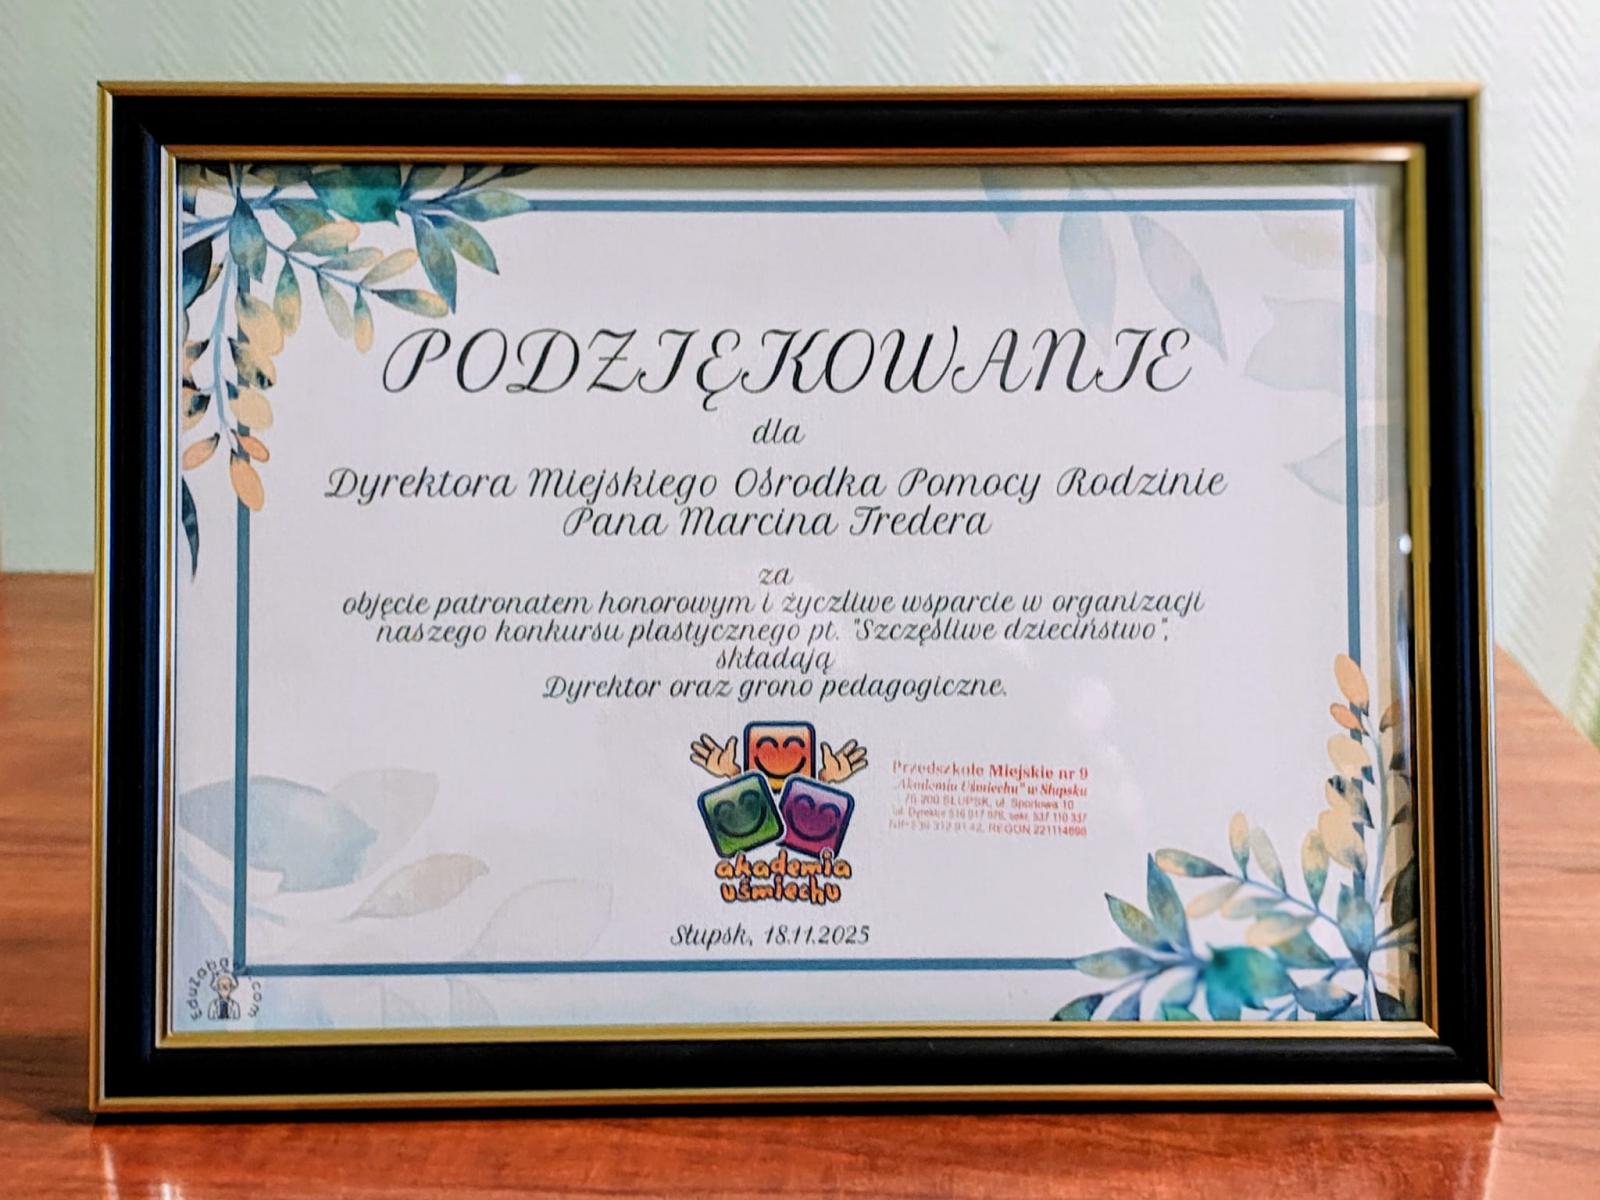 PODZIĘKOWANIE
dla
Dyrektora Miejskiego Ośrodka Pomocy Rodzinie
Pana Marcina Tredera
za
objęcie patronatem honorowym i życzliwe wsparcie w organizacji
naszego konkursu plastycznego pt. "Szczęśliwe dzieciństwo",
składają
Dyrektor oraz grono pedagogiczne.
akademia
uśmiechu
Przedszkole Miejskie nr 9
"Akademia Uśmiechu" w Słupsku
76-200 SŁUPSK, ul. Sportowa 10
REGON
Słupsk, 18.11.2025